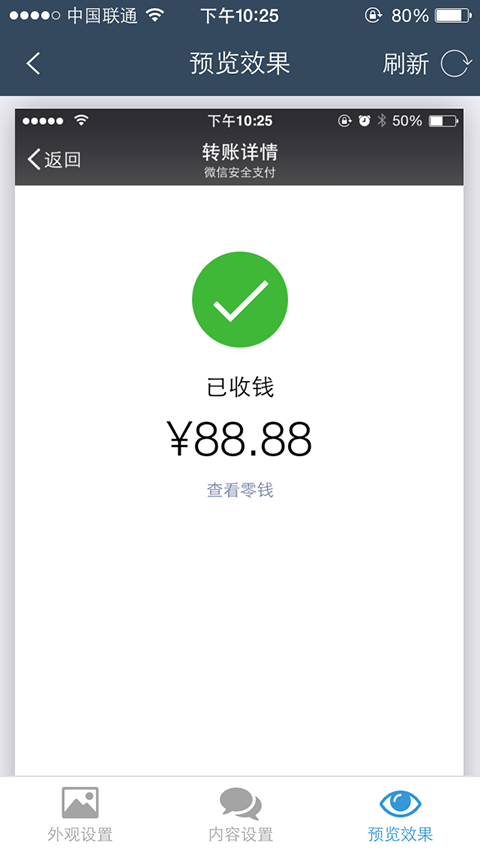 中国联通 下午10:25 80%
预览效果 刷新
下午10:25 50%
返回 转账详情
微信安全支付
已收钱
¥88.88
查看零钱
外观设置 内容设置 预览效果